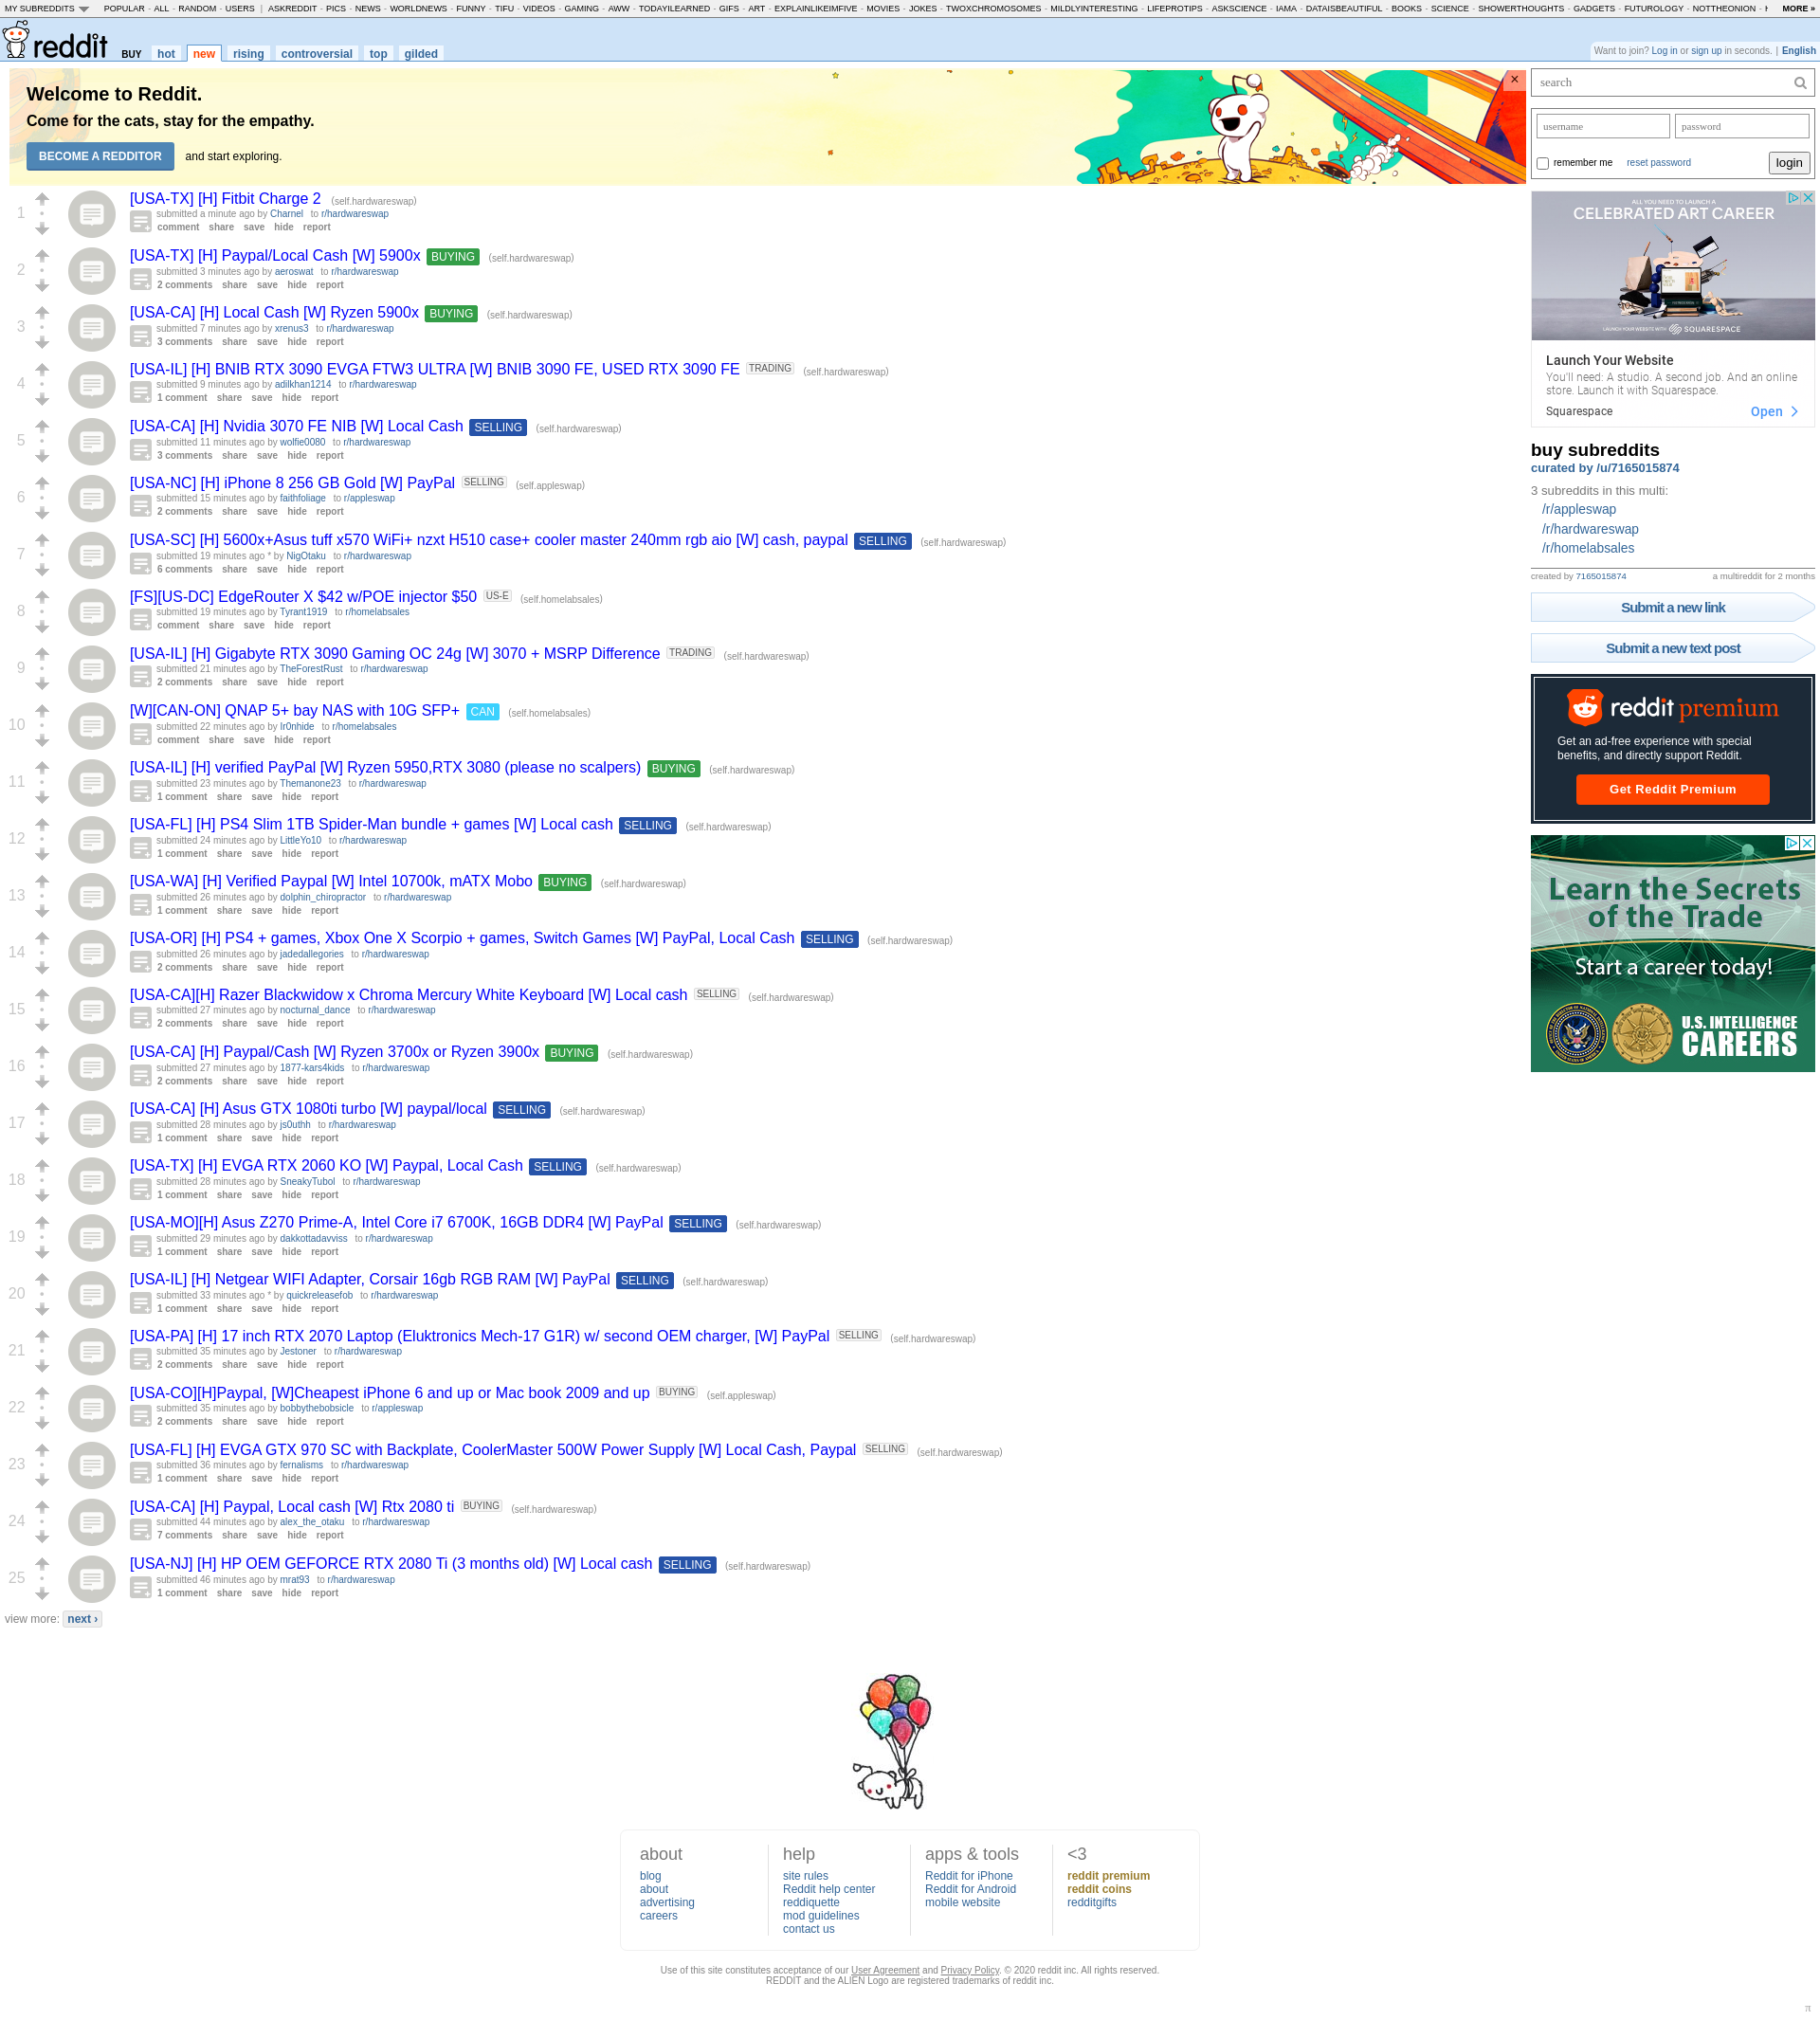 MY SUBREDDITS POPULAR - ALL - RANDOM - USERS | ASKREDDIT - PICS - NEWS - WORLDNEWS - FUNNY - TIFU - VIDEOS - GAMING - AWW - TODAYILEARNED - GIFS - ART - EXPLAINLIKEIMFIVE - MOVIES - JOKES - TWOXCHROMOSOMES - MILDLYINTERESTING - LIFEPROTIPS - ASKSCIENCE - IAMA - DATAISBEAUTIFUL - BOOKS - SCIENCE - SHOWERTHOUGHTS - GADGETS - FUTUROLOGY - NOTTHEONION - MORE »
reddit BUY hot new rising controversial top gilded
Want to join? Log in or sign up in seconds. | English
Welcome to Reddit.
Come for the cats, stay for the empathy.
BECOME A REDDITOR and start exploring.
×
1
[USA-TX] [H] Fitbit Charge 2 (self.hardwareswap)
submitted a minute ago by Charnel to r/hardwareswap
comment share save hide report
2
[USA-TX] [H] Paypal/Local Cash [W] 5900x BUYING (self.hardwareswap)
submitted 3 minutes ago by aeroswat to r/hardwareswap
2 comments share save hide report
3
[USA-CA] [H] Local Cash [W] Ryzen 5900x BUYING (self.hardwareswap)
submitted 7 minutes ago by xrenus3 to r/hardwareswap
3 comments share save hide report
4
[USA-IL] [H] BNIB RTX 3090 EVGA FTW3 ULTRA [W] BNIB 3090 FE, USED RTX 3090 FE TRADING (self.hardwareswap)
submitted 9 minutes ago by adilkhan1214 to r/hardwareswap
1 comment share save hide report
5
[USA-CA] [H] Nvidia 3070 FE NIB [W] Local Cash SELLING (self.hardwareswap)
submitted 11 minutes ago by wolfie0080 to r/hardwareswap
3 comments share save hide report
6
[USA-NC] [H] iPhone 8 256 GB Gold [W] PayPal SELLING (self.appleswap)
submitted 15 minutes ago by faithfoliage to r/appleswap
2 comments share save hide report
7
[USA-SC] [H] 5600x+Asus tuff x570 WiFi+ nzxt H510 case+ cooler master 240mm rgb aio [W] cash, paypal SELLING (self.hardwareswap)
submitted 19 minutes ago * by NigOtaku to r/hardwareswap
6 comments share save hide report
8
[FS][US-DC] EdgeRouter X $42 w/POE injector $50 US-E (self.homelabsales)
submitted 19 minutes ago by Tyrant1919 to r/homelabsales
comment share save hide report
9
[USA-IL] [H] Gigabyte RTX 3090 Gaming OC 24g [W] 3070 + MSRP Difference TRADING (self.hardwareswap)
submitted 21 minutes ago by TheForestRust to r/hardwareswap
2 comments share save hide report
10
[W][CAN-ON] QNAP 5+ bay NAS with 10G SFP+ CAN (self.homelabsales)
submitted 22 minutes ago by Ir0nhide to r/homelabsales
comment share save hide report
11
[USA-IL] [H] verified PayPal [W] Ryzen 5950,RTX 3080 (please no scalpers) BUYING (self.hardwareswap)
submitted 23 minutes ago by Themanone23 to r/hardwareswap
1 comment share save hide report
12
[USA-FL] [H] PS4 Slim 1TB Spider-Man bundle + games [W] Local cash SELLING (self.hardwareswap)
submitted 24 minutes ago by LittleYo10 to r/hardwareswap
1 comment share save hide report
13
[USA-WA] [H] Verified Paypal [W] Intel 10700k, mATX Mobo BUYING (self.hardwareswap)
submitted 26 minutes ago by dolphin_chiropractor to r/hardwareswap
1 comment share save hide report
14
[USA-OR] [H] PS4 + games, Xbox One X Scorpio + games, Switch Games [W] PayPal, Local Cash SELLING (self.hardwareswap)
submitted 26 minutes ago by jadedallegories to r/hardwareswap
2 comments share save hide report
15
[USA-CA][H] Razer Blackwidow x Chroma Mercury White Keyboard [W] Local cash SELLING (self.hardwareswap)
submitted 27 minutes ago by nocturnal_dance to r/hardwareswap
2 comments share save hide report
16
[USA-CA] [H] Paypal/Cash [W] Ryzen 3700x or Ryzen 3900x BUYING (self.hardwareswap)
submitted 27 minutes ago by 1877-kars4kids to r/hardwareswap
2 comments share save hide report
17
[USA-CA] [H] Asus GTX 1080ti turbo [W] paypal/local SELLING (self.hardwareswap)
submitted 28 minutes ago by js0uthh to r/hardwareswap
1 comment share save hide report
18
[USA-TX] [H] EVGA RTX 2060 KO [W] Paypal, Local Cash SELLING (self.hardwareswap)
submitted 28 minutes ago by SneakyTubol to r/hardwareswap
1 comment share save hide report
19
[USA-MO][H] Asus Z270 Prime-A, Intel Core i7 6700K, 16GB DDR4 [W] PayPal SELLING (self.hardwareswap)
submitted 29 minutes ago by dakkottadavviss to r/hardwareswap
1 comment share save hide report
20
[USA-IL] [H] Netgear WIFI Adapter, Corsair 16gb RGB RAM [W] PayPal SELLING (self.hardwareswap)
submitted 33 minutes ago * by quickreleasefob to r/hardwareswap
1 comment share save hide report
21
[USA-PA] [H] 17 inch RTX 2070 Laptop (Eluktronics Mech-17 G1R) w/ second OEM charger, [W] PayPal SELLING (self.hardwareswap)
submitted 35 minutes ago by Jestoner to r/hardwareswap
2 comments share save hide report
22
[USA-CO][H]Paypal, [W]Cheapest iPhone 6 and up or Mac book 2009 and up BUYING (self.appleswap)
submitted 35 minutes ago by bobbythebobsicle to r/appleswap
2 comments share save hide report
23
[USA-FL] [H] EVGA GTX 970 SC with Backplate, CoolerMaster 500W Power Supply [W] Local Cash, Paypal SELLING (self.hardwareswap)
submitted 36 minutes ago by fernalisms to r/hardwareswap
1 comment share save hide report
24
[USA-CA] [H] Paypal, Local cash [W] Rtx 2080 ti BUYING (self.hardwareswap)
submitted 44 minutes ago by alex_the_otaku to r/hardwareswap
7 comments share save hide report
25
[USA-NJ] [H] HP OEM GEFORCE RTX 2080 Ti (3 months old) [W] Local cash SELLING (self.hardwareswap)
submitted 46 minutes ago by mrat93 to r/hardwareswap
1 comment share save hide report
view more: next ›
search
username password
remember me reset password login
ALL YOU NEED TO LAUNCH A
CELEBRATED ART CAREER
LAUNCH YOUR WEBSITE WITH SQUARESPACE
Launch Your Website
You'll need: A studio. A second job. And an online
store. Launch it with Squarespace.
Squarespace Open
buy subreddits
curated by /u/7165015874
3 subreddits in this multi:
/r/appleswap
/r/hardwareswap
/r/homelabsales
created by 7165015874 a multireddit for 2 months
Submit a new link
Submit a new text post
reddit premium
Get an ad-free experience with special
benefits, and directly support Reddit.
Get Reddit Premium
Learn the Secrets
of the Trade
Start a career today!
U.S. INTELLIGENCE
CAREERS
about
blog
about
advertising
careers
help
site rules
Reddit help center
reddiquette
mod guidelines
contact us
apps & tools
Reddit for iPhone
Reddit for Android
mobile website
<3
reddit premium
reddit coins
redditgifts
Use of this site constitutes acceptance of our User Agreement and Privacy Policy. © 2020 reddit inc. All rights reserved.
REDDIT and the ALIEN Logo are registered trademarks of reddit inc.
π